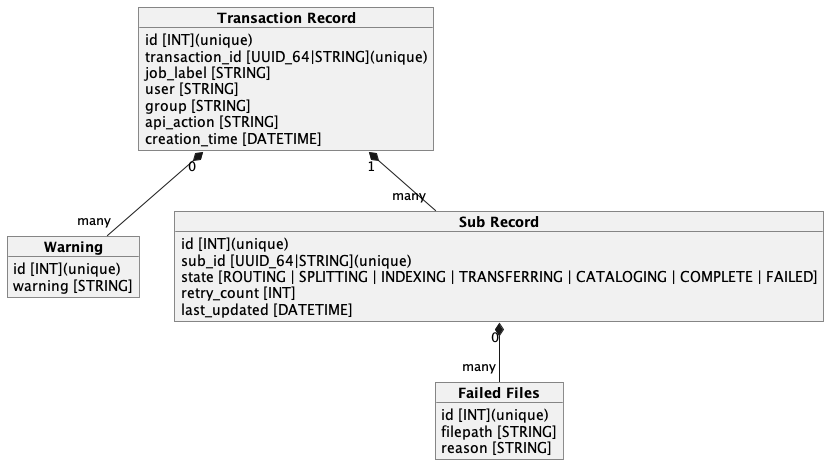 Transaction Record
id [INT](unique)
transaction_id [UUID_64|STRING](unique)
job_label [STRING]
user [STRING]
group [STRING]
api_action [STRING]
creation_time [DATETIME]
0
1
many
many
Warning
id [INT](unique)
warning [STRING]
Sub Record
id [INT](unique)
sub_id [UUID_64|STRING](unique)
state [ROUTING | SPLITTING | INDEXING | TRANSFERRING | CATALOGING | COMPLETE | FAILED]
retry_count [INT]
last_updated [DATETIME]
0
many
Failed Files
id [INT](unique)
filepath [STRING]
reason [STRING]